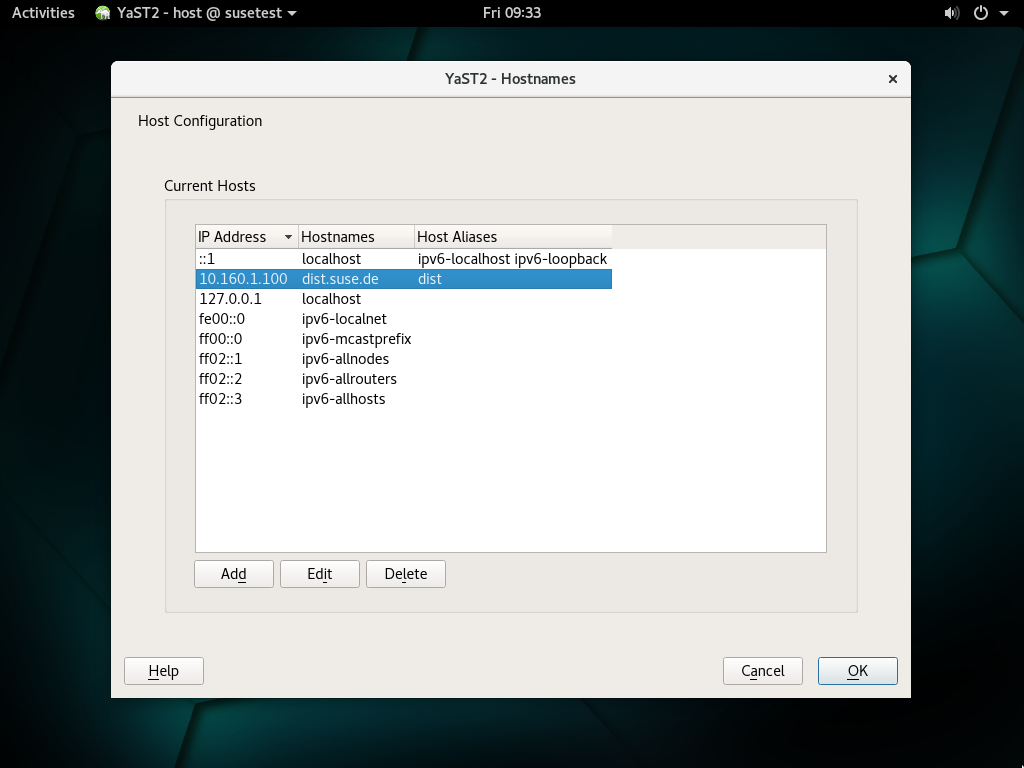 Activities YaST2 - host @ susetest Fri 09:33
YaST2 - Hostnames
Host Configuration
Current Hosts
IP Address Hostnames Host Aliases
::1 localhost ipv6-localhost ipv6-loopback
10.160.1.100 dist.suse.de dist
127.0.0.1 localhost
fe00::0 ipv6-localnet
ff00::0 ipv6-mcastprefix
ff02::1 ipv6-allnodes
ff02::2 ipv6-allrouters
ff02::3 ipv6-allhosts
Add Edit Delete
Help Cancel OK